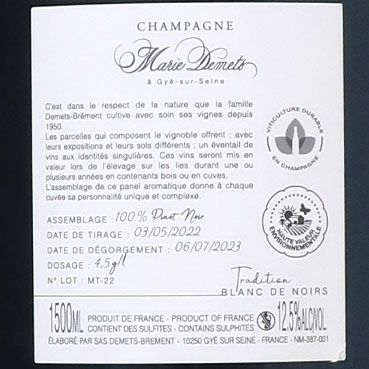 CHAMPAGNE
Marie Demets
à Gyé-sur-Seine
C'est dans le respect de la nature que la famille
Demets-Brément cultive avec soin ses vignes depuis
1950.
Les parcelles qui composent le vignoble offrent ; avec
leurs expositions et leurs sols différents ; un éventail de
vins aux identités singulières. Ces vins seront mis en
valeur lors de l'élevage sur les lies durant une ou
plusieurs années en contenants bois ou en cuves.
L'assemblage de ce panel aromatique donne à chaque
cuvée sa personnalité unique et complexe.
VITICULTURE DURABLE
EN CHAMPAGNE
HAUTE VALEUR
ENVIRONNEMENTALE
ASSEMBLAGE : 100% Pinot Noir
DATE DE TIRAGE : 03/05/2022
DATE DE DÉGORGEMENT : 06/07/2023
DOSAGE : 4,5g/l
N° LOT : MT-22
Tradition
BLANC DE NOIRS
1500ML
PRODUIT DE FRANCE - PRODUCT OF FRANCE
CONTIENT DES SULFITES - CONTAINS SULPHITES
12.5%ALC/VOL
ÉLABORÉ PAR SAS DEMETS-BREMENT - 10250 GYÉ SUR SEINE - FRANCE - NM-387-001